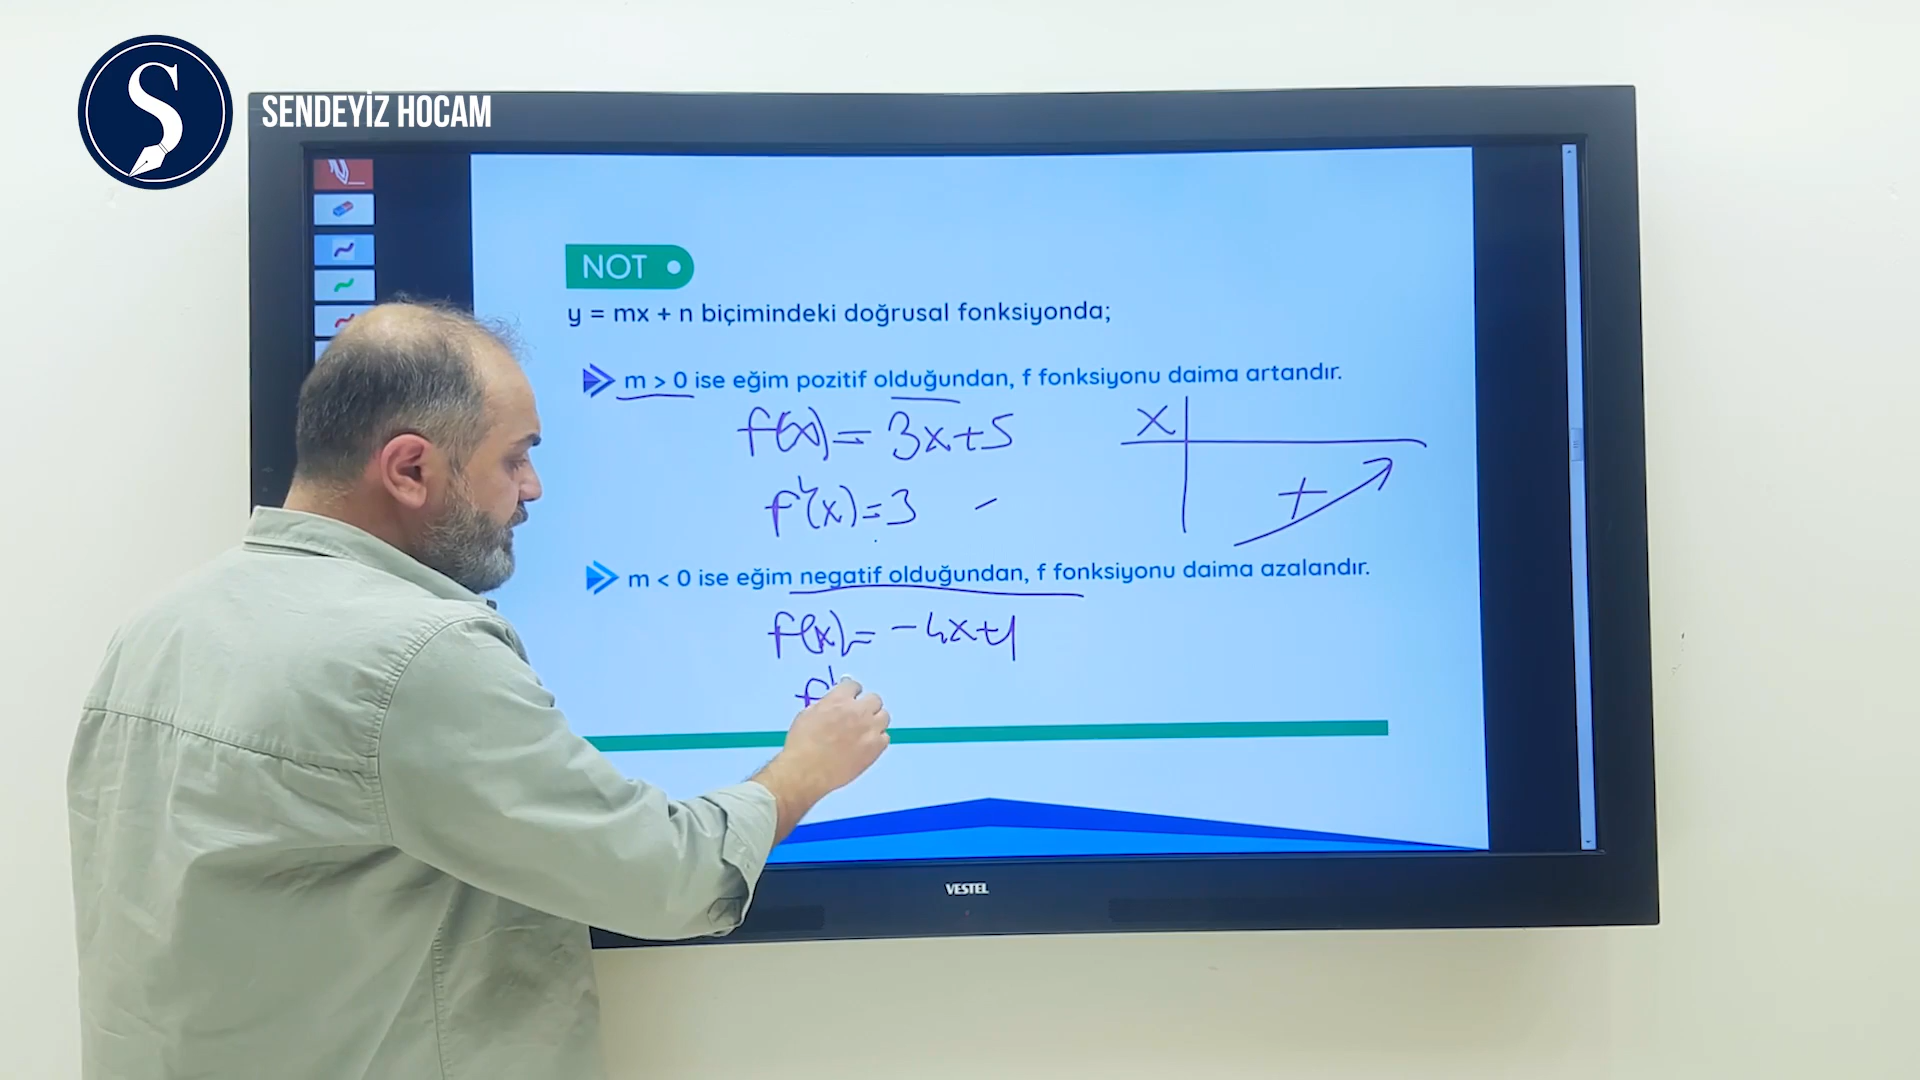 SENDEYİZ HOCAM
NOT
y = mx + n biçimindeki doğrusal fonksiyonda;
m > 0 ise eğim pozitif olduğundan, f fonksiyonu daima artandır.
f(x) = 3x+5
x
f'(x) = 3
+
m < 0 ise eğim negatif olduğundan, f fonksiyonu daima azalandır.
f(x) = -4x+1
f'
VESTEL